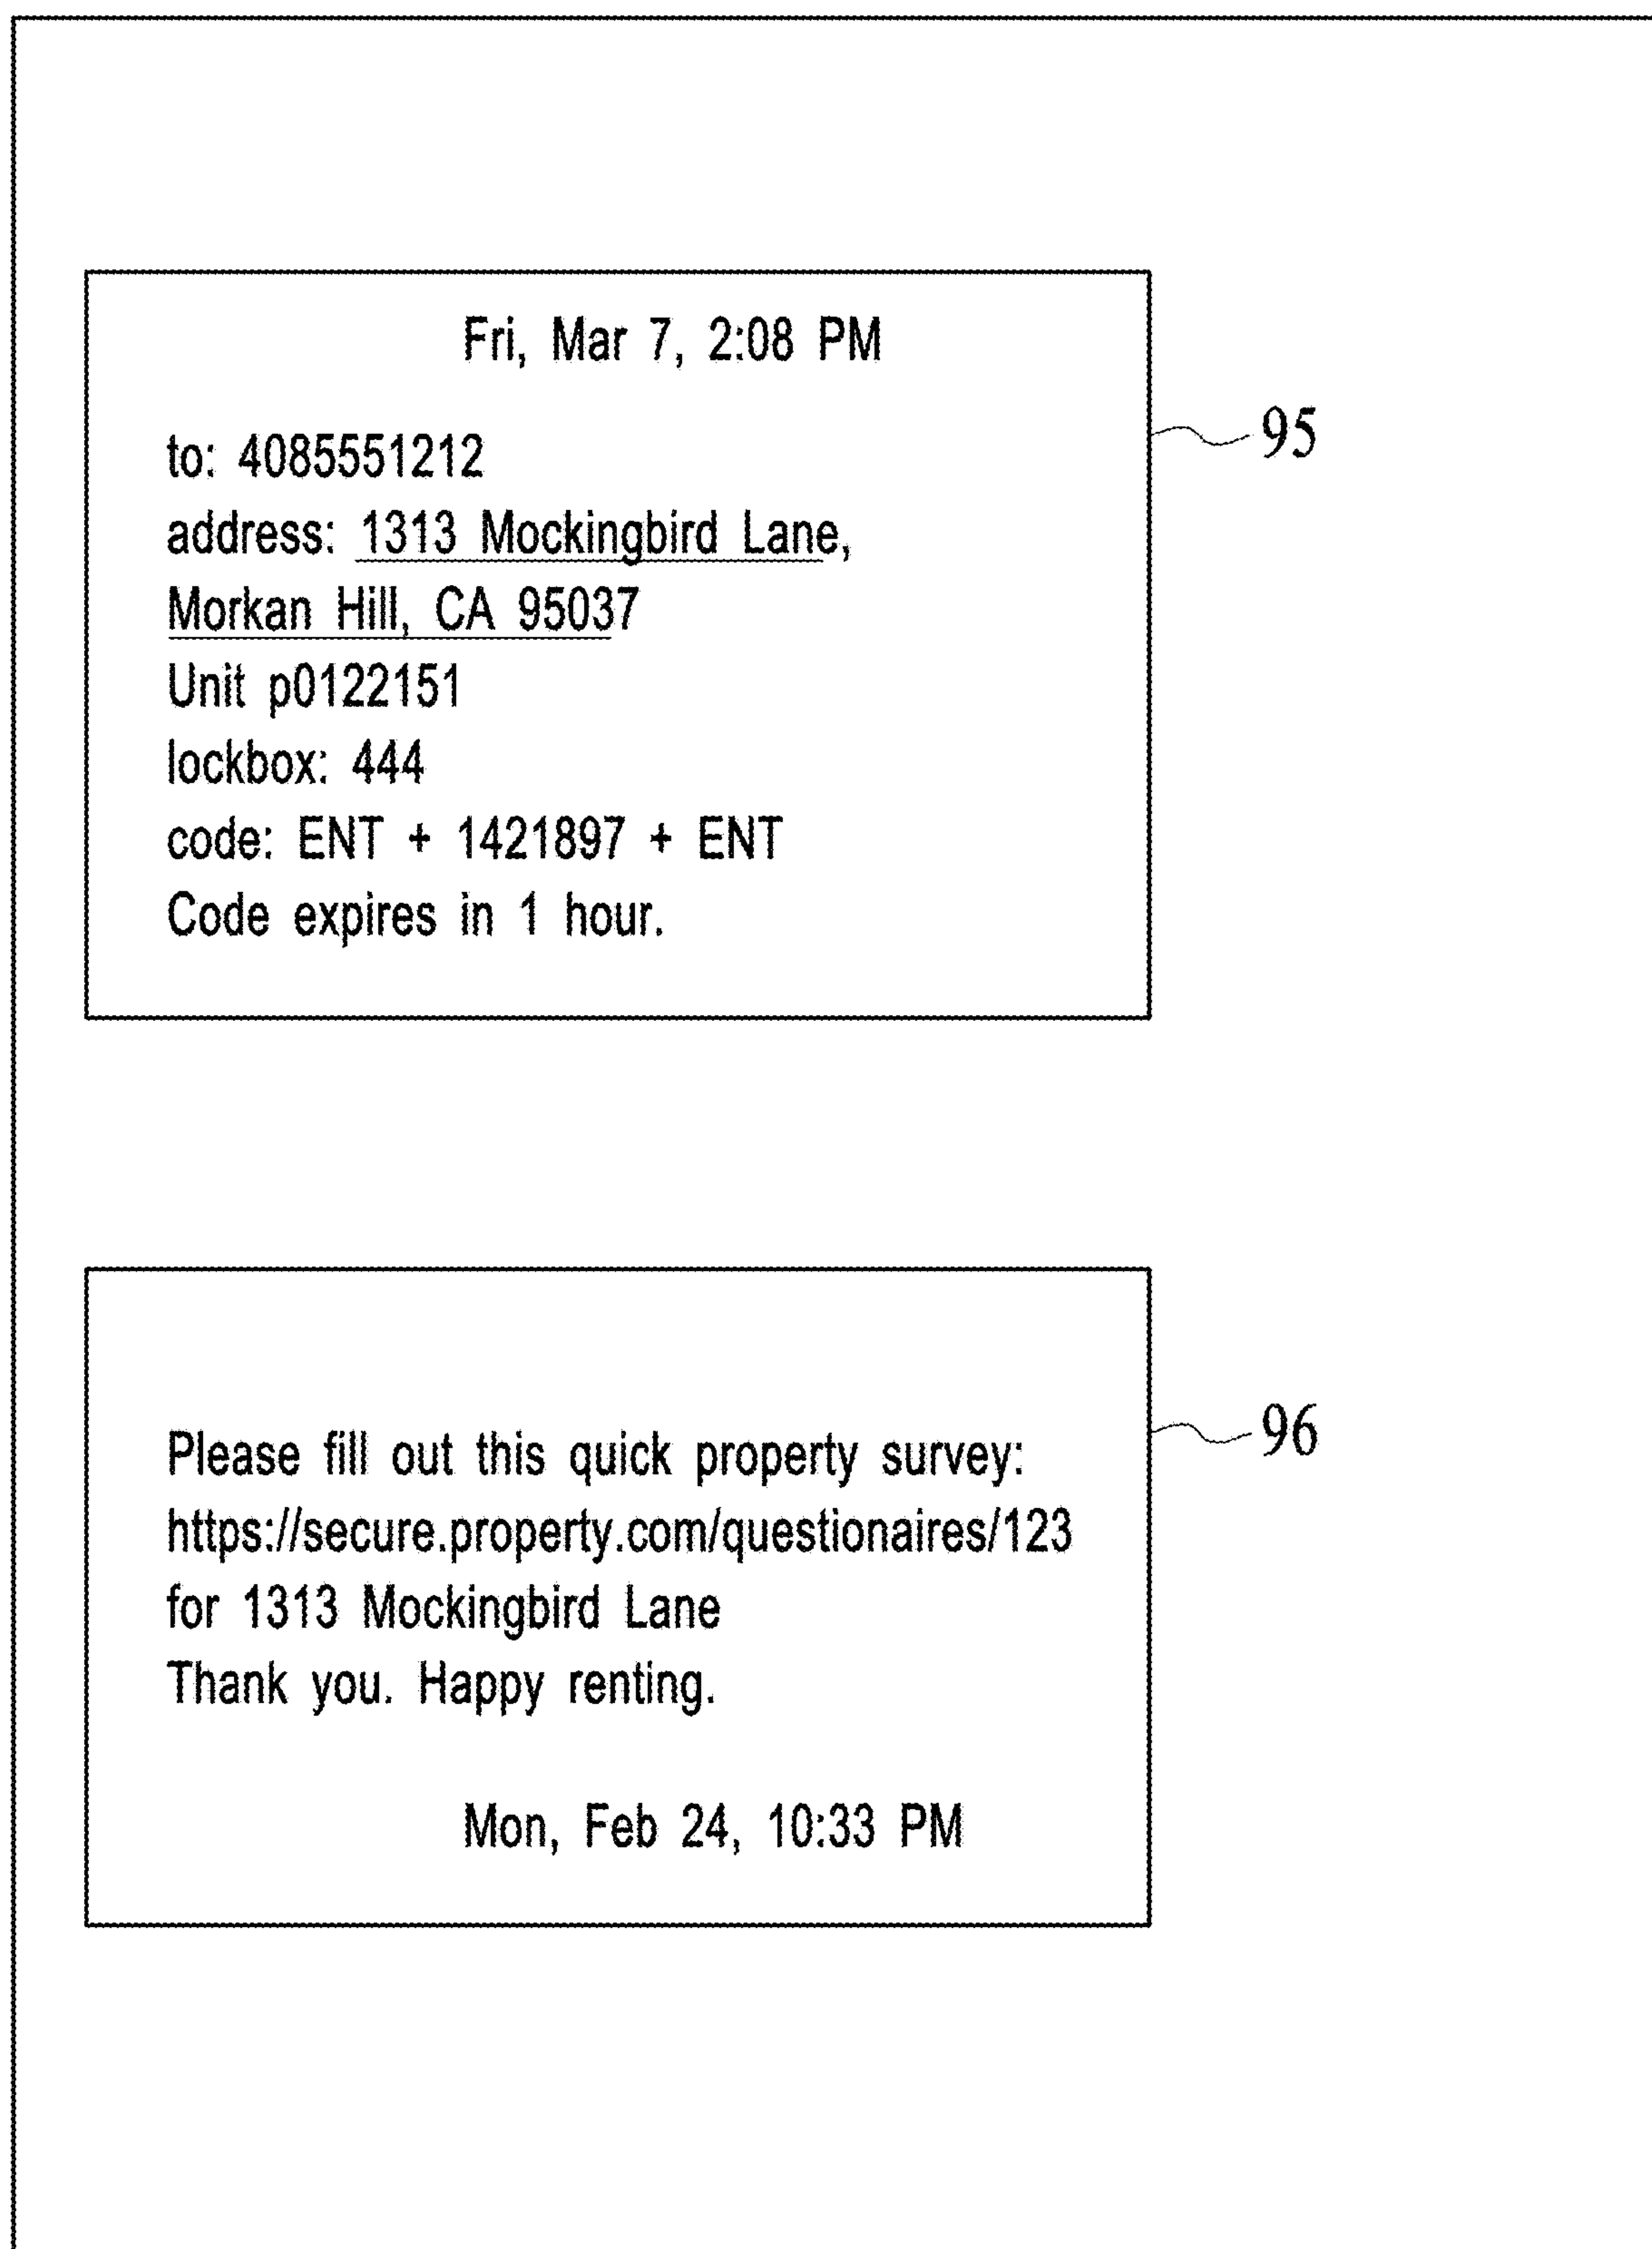 Fri, Mar 7, 2:08 PM
to: 4085551212
95
address: 1313 Mockingbird Lane,
Morkan Hill, CA 95037
Unit p0122151
lockbox: 444
code: ENT + 1421897 + ENT
Code expires in 1 hour.
Please fill out this quick property survey:
96
https://secure.property.com/questionaires/123
for 1313 Mockingbird Lane
Thank you. Happy renting.
Mon, Feb 24, 10:33 PM